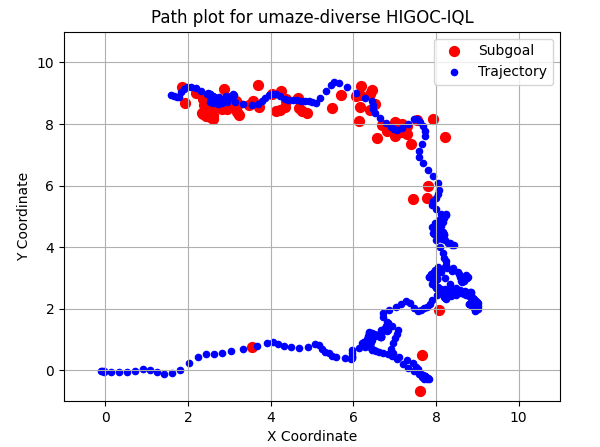 Path plot for umaze-diverse HIGOC-IQL
Subgoal
Trajectory
10
8
6
4
2
0
Y Coordinate
0 2 4 6 8 10
X Coordinate